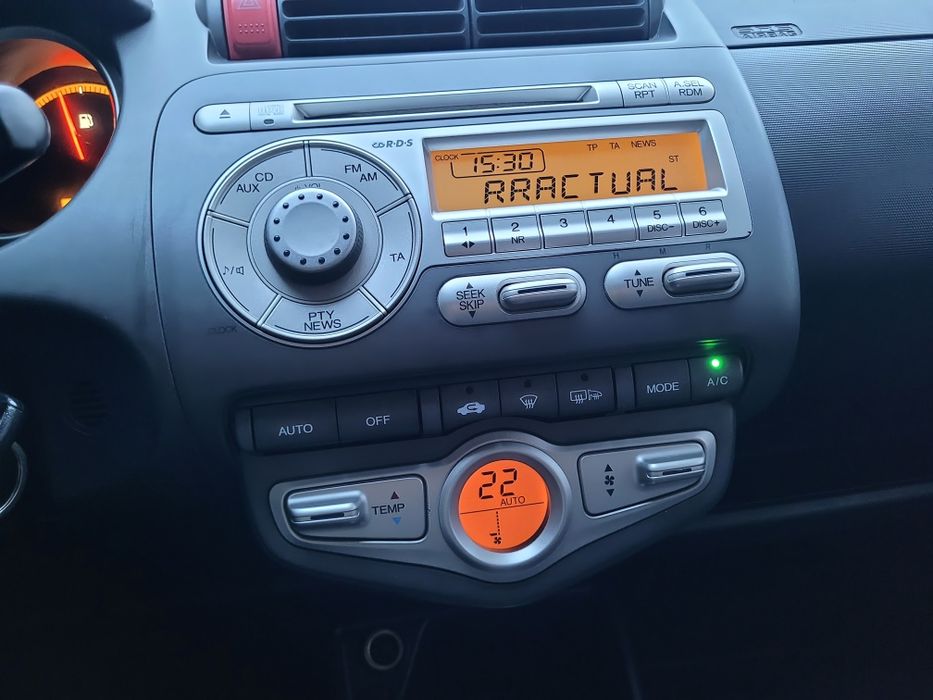 SRS
AIRBAG
SCAN
RPT
A.SEL
RDM
R·D·S
CLOCK 15:30 TP TA NEWS
ST
RRACTUAL
CD
AUX
VOL
FM
AM
TA
PTY
NEWS
CLOCK
1
2
NR
3
4
5
DISC-
6
DISC+
H M R
SEEK
SKIP
TUNE
AUTO
OFF
MODE
A/C
TEMP
22
AUTO